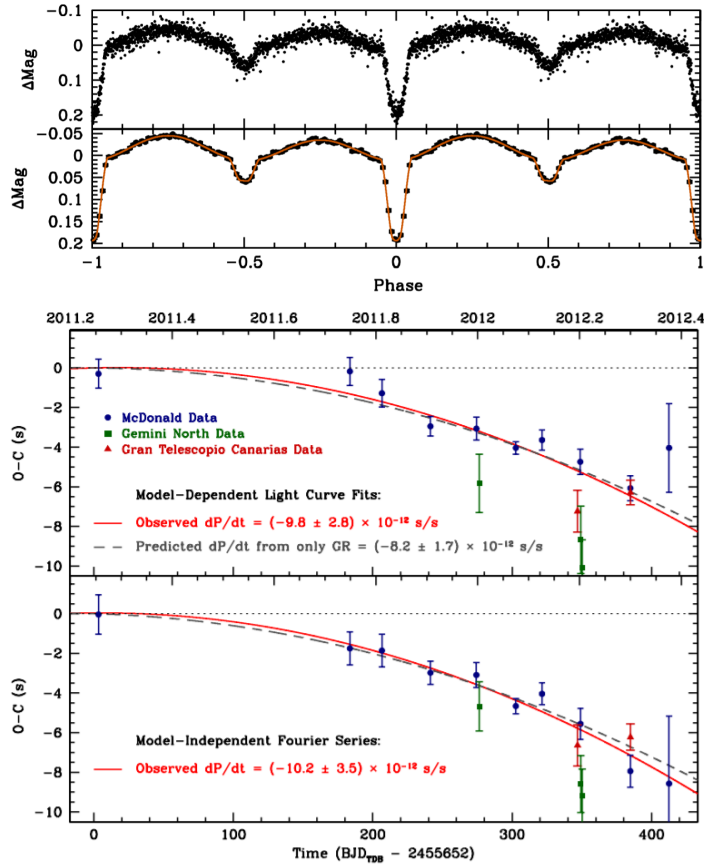 -0.1
0
0.1
0.2
ΔMag
-0.05
0
0.05
0.1
0.15
0.2
ΔMag
-1 -0.5 0 0.5 1
Phase
2011.2 2011.4 2011.6 2011.8 2012 2012.2 2012.4
0
-2
-4
-6
-8
-10
O-C (s)
McDonald Data
Gemini North Data
Gran Telescopio Canarias Data
Model-Dependent Light Curve Fits:
Observed dP/dt = (-9.8 ± 2.8) × 10⁻¹² s/s
Predicted dP/dt from only GR = (-8.2 ± 1.7) × 10⁻¹² s/s
0
-2
-4
-6
-8
-10
O-C (s)
Model-Independent Fourier Series:
Observed dP/dt = (-10.2 ± 3.5) × 10⁻¹² s/s
0 100 200 300 400
Time (BJD_TDB - 2455652)